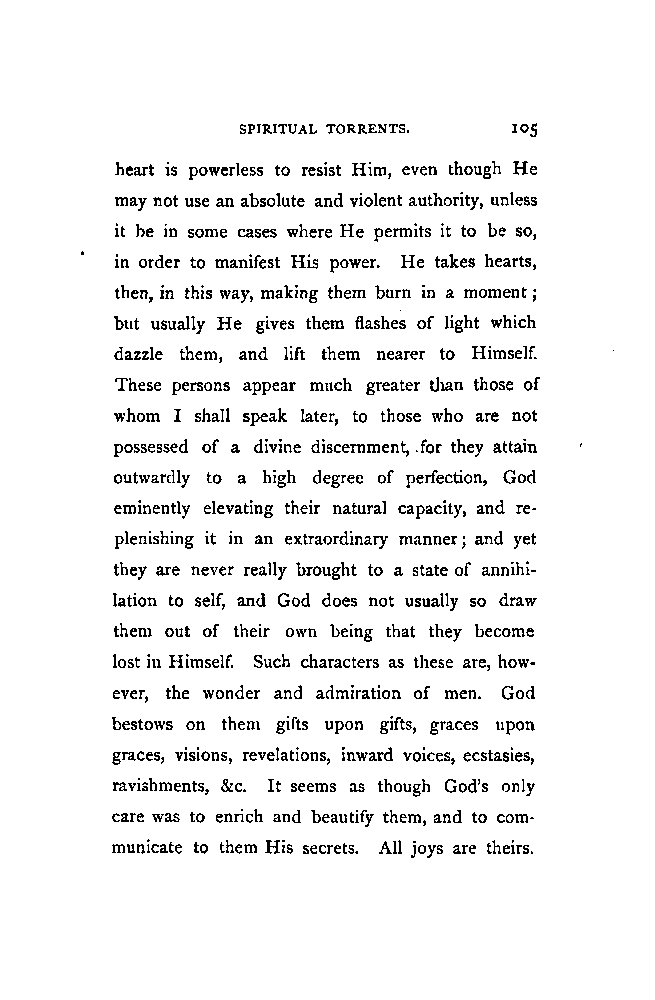 SPIRITUAL TORRENTS. 105
heart is powerless to resist Him, even though He
may not use an absolute and violent authority, unless
it be in some cases where He permits it to be so,
in order to manifest His power. He takes hearts,
then, in this way, making them burn in a moment;
but usually He gives them flashes of light which
dazzle them, and lift them nearer to Himself.
These persons appear much greater than those of
whom I shall speak later, to those who are not
possessed of a divine discernment, for they attain
outwardly to a high degree of perfection, God
eminently elevating their natural capacity, and re-
plenishing it in an extraordinary manner; and yet
they are never really brought to a state of annihi-
lation to self, and God does not usually so draw
them out of their own being that they become
lost in Himself. Such characters as these are, how-
ever, the wonder and admiration of men. God
bestows on them gifts upon gifts, graces upon
graces, visions, revelations, inward voices, ecstasies,
ravishments, &c. It seems as though God's only
care was to enrich and beautify them, and to com-
municate to them His secrets. All joys are theirs.